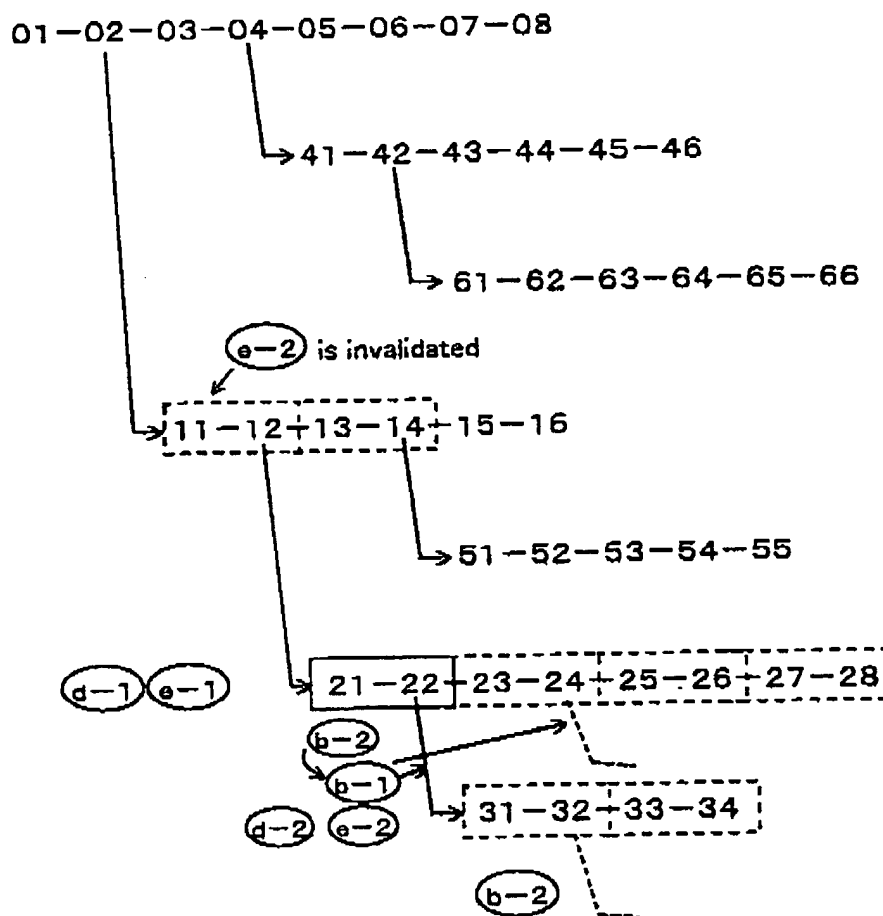 01-02-03-04-05-06-07-08
41-42-43-44-45-46
61-62-63-64-65-66
e-2 is invalidated
11-12-13-14-15-16
51-52-53-54-55
d-1 e-1 21-22-23-24-25-26-27-28
b-2
b-1
d-2 e-2 31-32-33-34
b-2